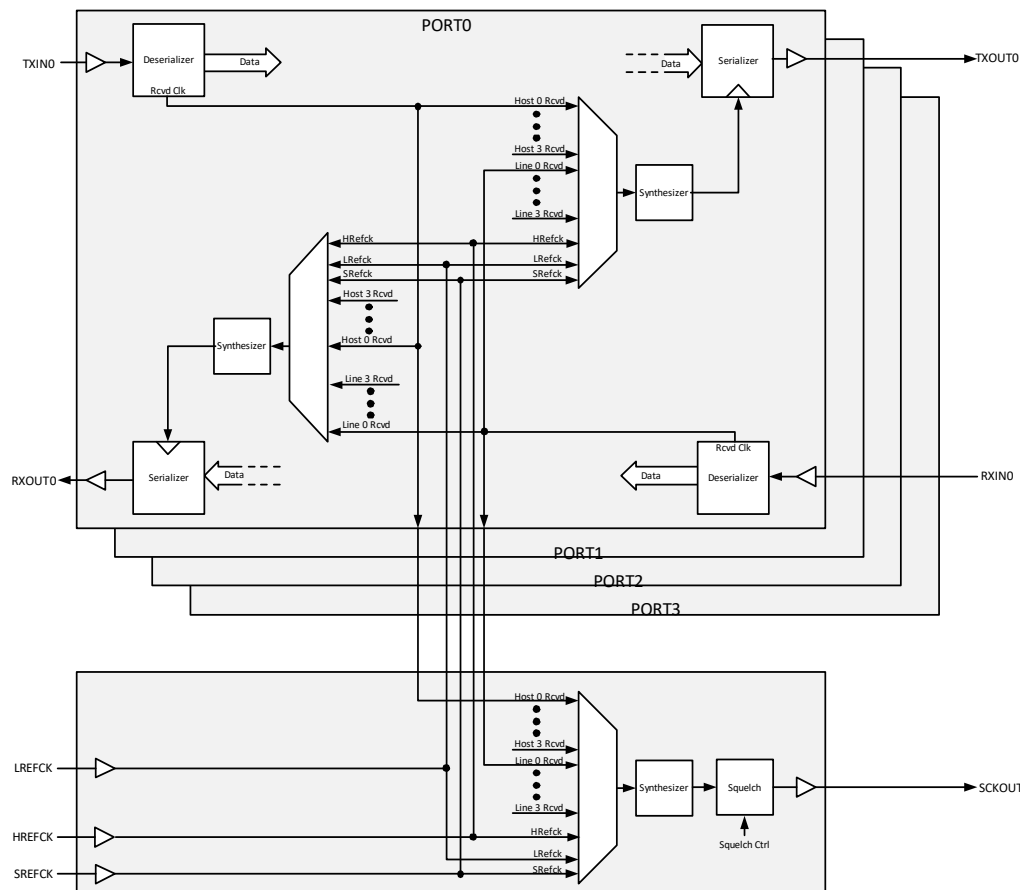 PORT0
TXIN0
Deserializer
Rcvd Clk
Data
Data
Serializer
TXOUT0
Host 0 Rcvd
Host 3 Rcvd
Line 0 Rcvd
Line 3 Rcvd
Synthesizer
HRefck
HRefck
LRefck
LRefck
SRefck
SRefck
Host 3 Rcvd
Synthesizer
Host 0 Rcvd
Line 3 Rcvd
Line 0 Rcvd
Rcvd Clk
RXOUT0
Serializer
Data
Data
Deserializer
RXIN0
PORT1
PORT2
PORT3
Host 0 Rcvd
Host 3 Rcvd
Line 0 Rcvd
LREFCK
Synthesizer
Squelch
SCKOUT
Line 3 Rcvd
HREFCK
HRefck
Squelch Ctrl
LRefck
SREFCK
SRefck